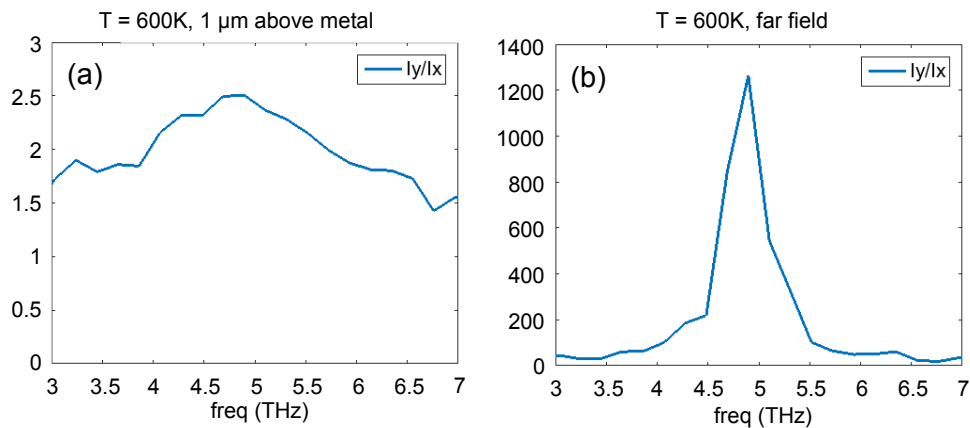 T = 600K, 1 µm above metal
(a)
Iy/Ix
3
2.5
2
1.5
1
0.5
0
3 3.5 4 4.5 5 5.5 6 6.5 7
freq (THz)
T = 600K, far field
(b)
Iy/Ix
1400
1200
1000
800
600
400
200
0
3 3.5 4 4.5 5 5.5 6 6.5 7
freq (THz)